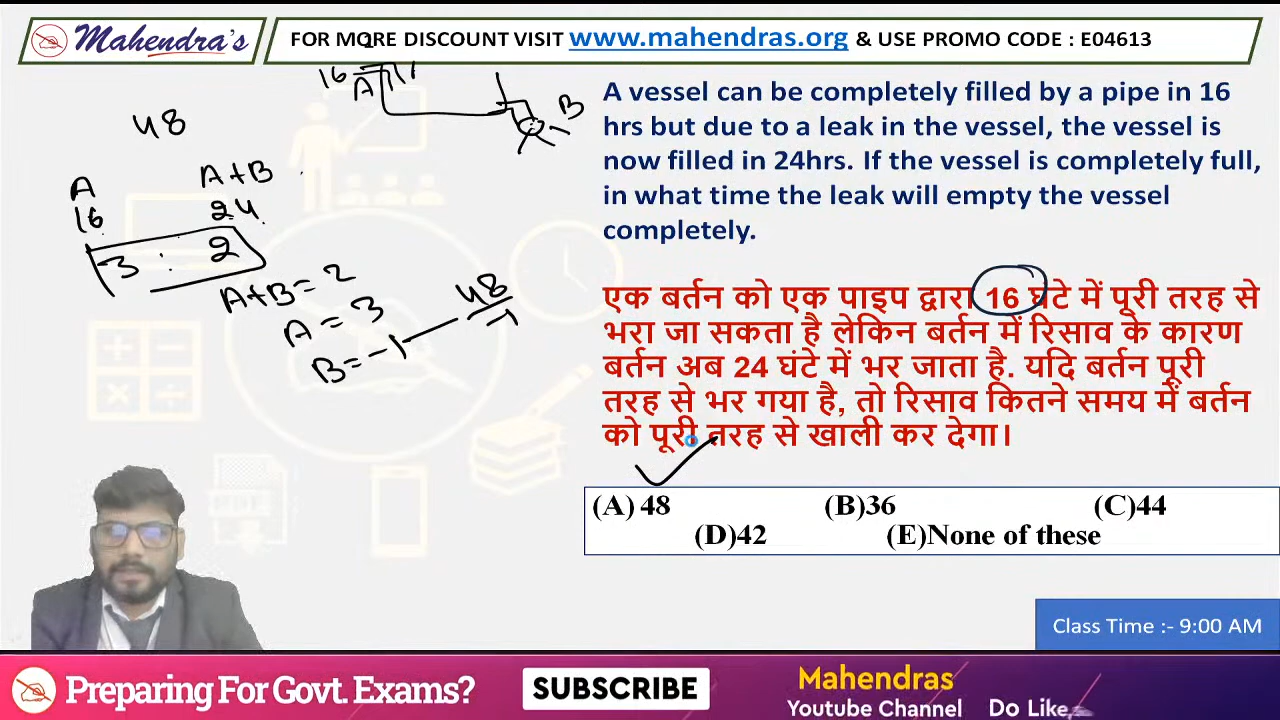 Mahendra's
FOR MORE DISCOUNT VISIT www.mahendras.org & USE PROMO CODE : E04613
16 A
B
48
A A+B
16 24
3 : 2
A+B = 2
A = 3
B = -1 — 48/-1
A vessel can be completely filled by a pipe in 16
hrs but due to a leak in the vessel, the vessel is
now filled in 24hrs. If the vessel is completely full,
in what time the leak will empty the vessel
completely.
एक बर्तन को एक पाइप द्वारा 16 घंटे में पूरी तरह से
भरा जा सकता है लेकिन बर्तन में रिसाव के कारण
बर्तन अब 24 घंटे में भर जाता है. यदि बर्तन पूरी
तरह से भर गया है, तो रिसाव कितने समय में बर्तन
को पूरी तरह से खाली कर देगा।
(A) 48 (B)36 (C)44
(D)42 (E)None of these
Class Time :- 9:00 AM
Preparing For Govt. Exams?
SUBSCRIBE
Mahendras
Youtube Channel Do Like,